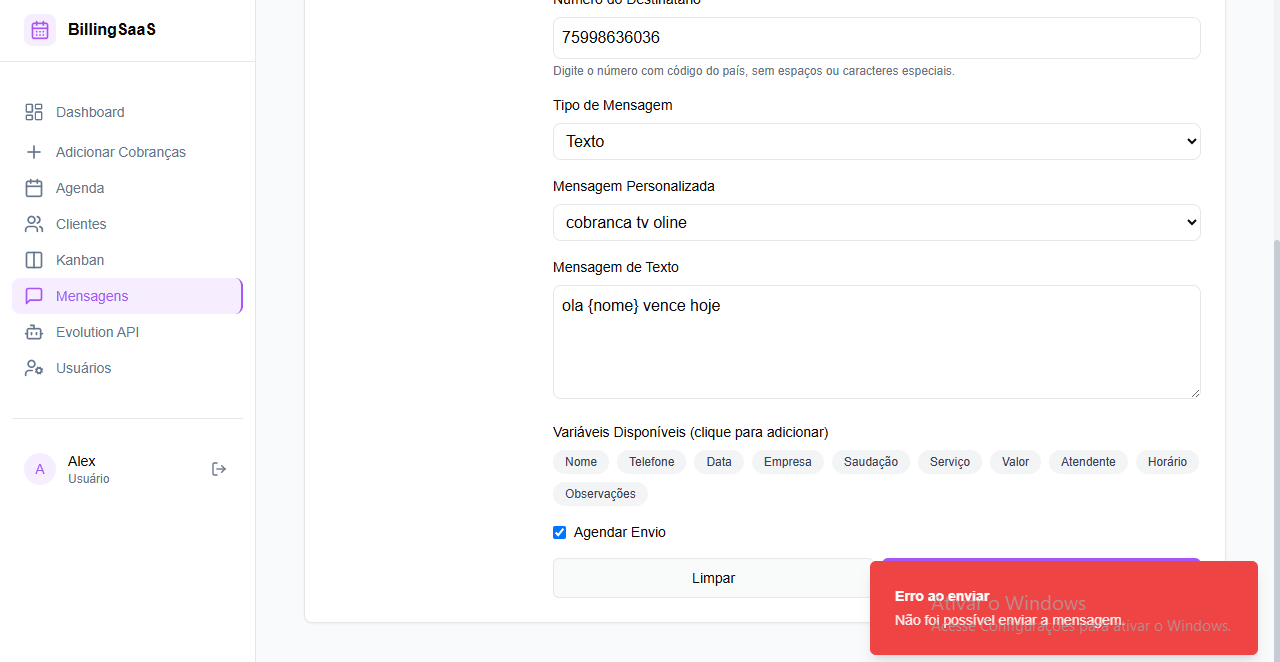 BillingSaaS
Dashboard
Adicionar Cobranças
Agenda
Clientes
Kanban
Mensagens
Evolution API
Usuários
A
Alex
Usuário
Número do Destinatário
75998636036
Digite o número com código do país, sem espaços ou caracteres especiais.
Tipo de Mensagem
Texto
Mensagem Personalizada
cobranca tv oline
Mensagem de Texto
ola {nome} vence hoje
Variáveis Disponíveis (clique para adicionar)
Nome Telefone Data Empresa Saudação Serviço Valor Atendente Horário
Observações
Agendar Envio
Limpar
Erro ao enviar
Não foi possível enviar a mensagem.
Ativar o Windows
Acesse Configurações para ativar o Windows.